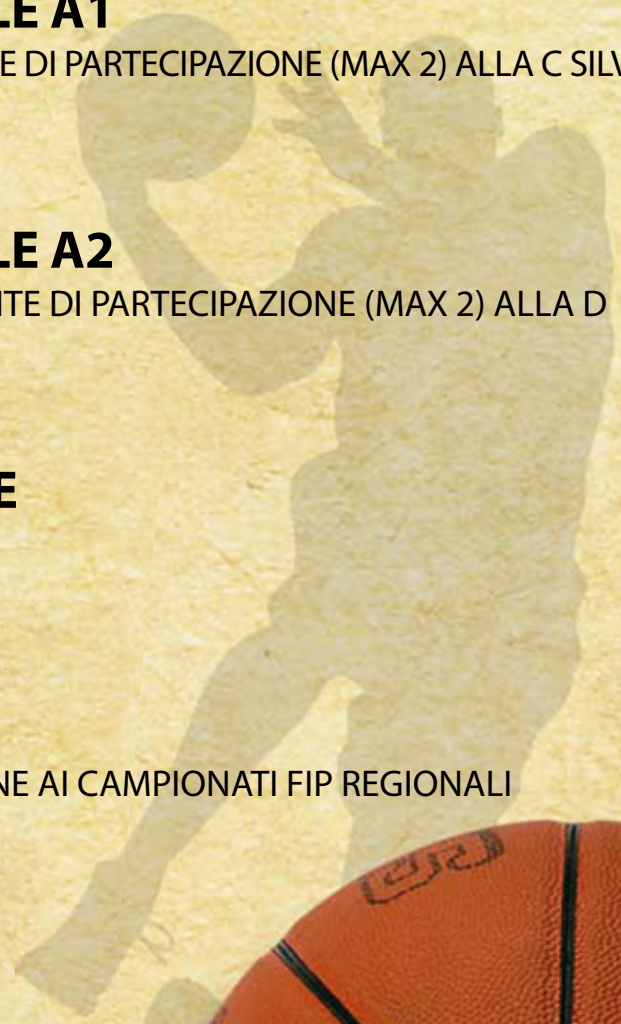 LE A1
E DI PARTECIPAZIONE (MAX 2) ALLA C SILV
LE A2
ITE DI PARTECIPAZIONE (MAX 2) ALLA D
E
NE AI CAMPIONATI FIP REGIONALI